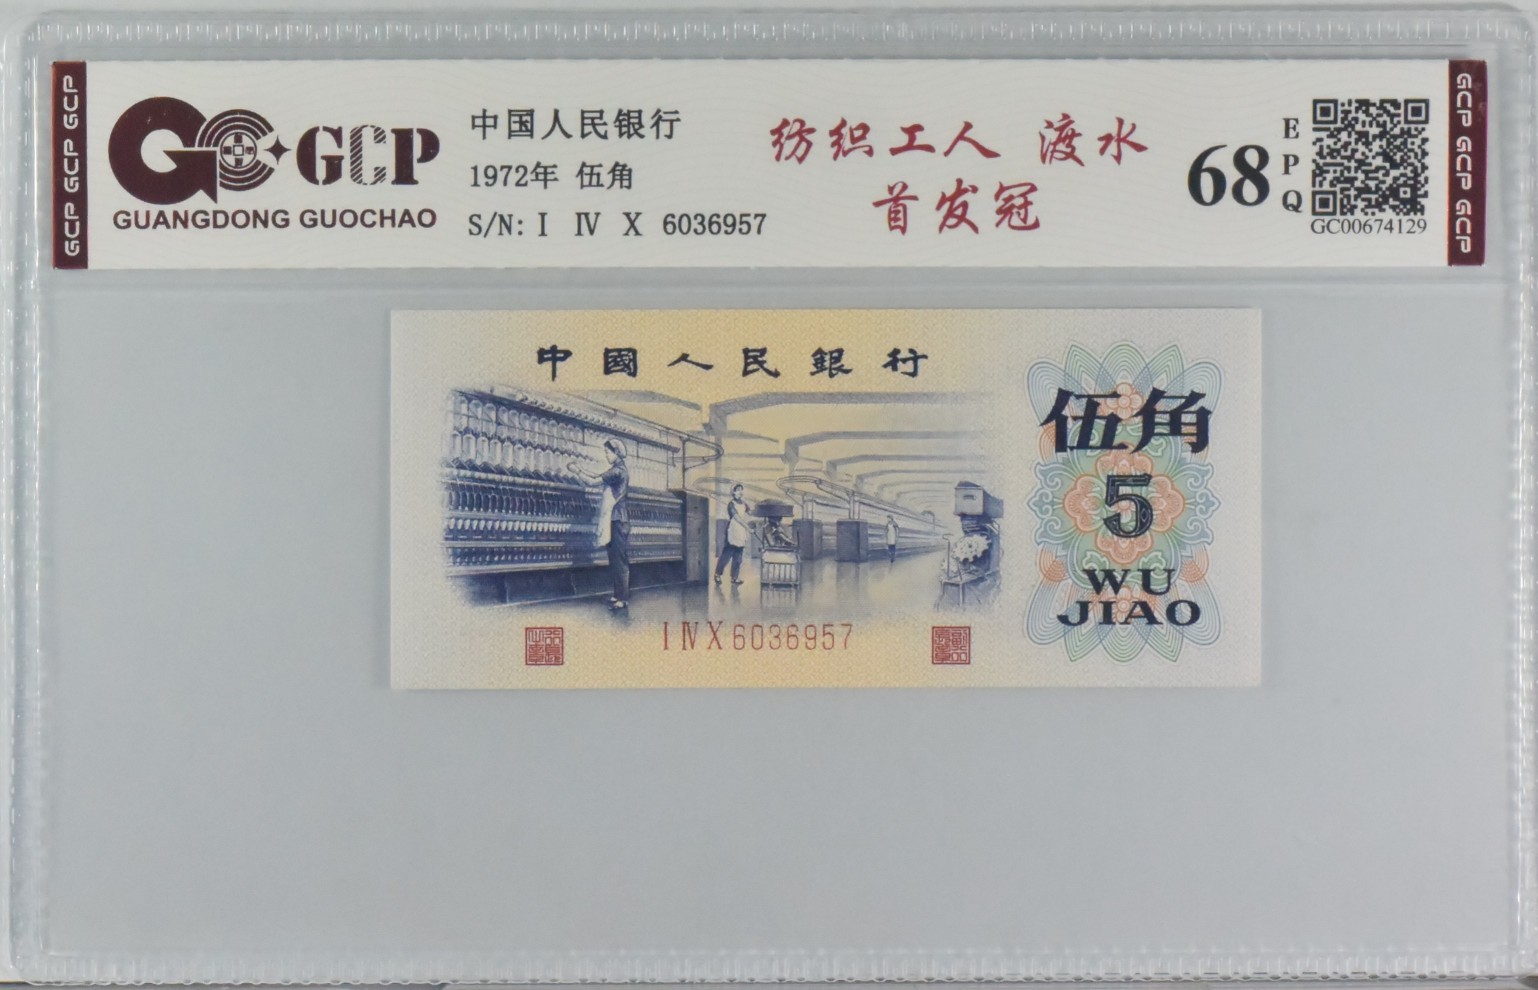 GCP GCP GCP
GCP
GUANGDONG GUOCHAO
中国人民银行
1972年 伍角
S/N: I IV X 6036957
纺织工人 渡水
首发冠
68
EPQ
GC00674129
GCP GCP GCP
中國人民銀行
伍角
5
WU
JIAO
I IV X 6036957